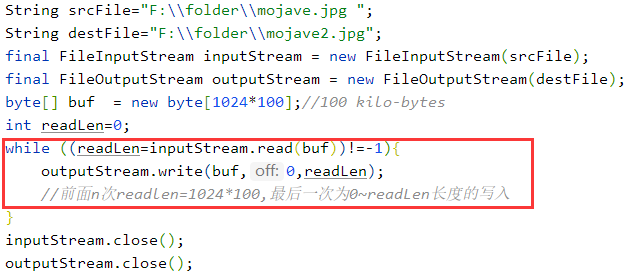 String srcFile="F:\\folder\\mojave.jpg ";
String destFile="F:\\folder\\mojave2.jpg";
final FileInputStream inputStream = new FileInputStream(srcFile);
final FileOutputStream outputStream = new FileOutputStream(destFile);
byte[] buf  = new byte[1024*100];//100 kilo-bytes
int readLen=0;
while ((readLen=inputStream.read(buf))!=-1){
    outputStream.write(buf, off: 0,readLen);
    //前面n次readlen=1024*100,最后一次为0~readLen长度的写入
}
inputStream.close();
outputStream.close();